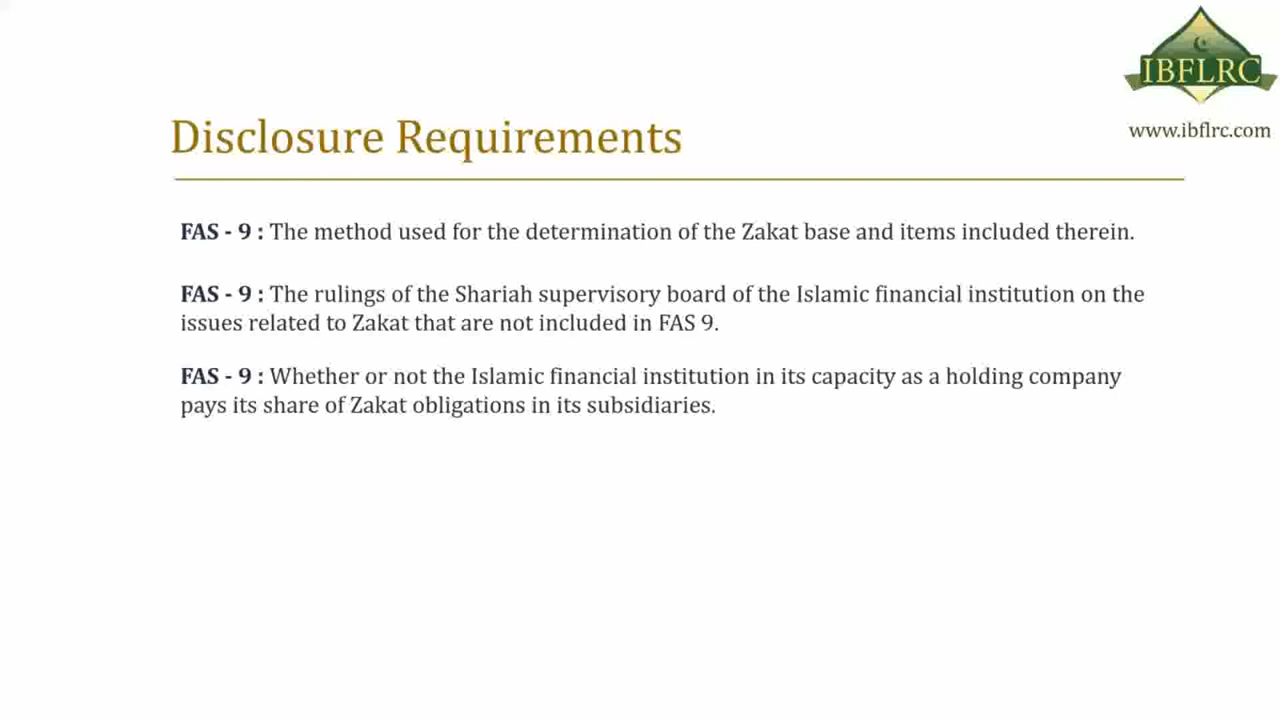 IBFLRC
www.ibflrc.com
Disclosure Requirements
FAS - 9 : The method used for the determination of the Zakat base and items included therein.
FAS - 9 : The rulings of the Shariah supervisory board of the Islamic financial institution on the
issues related to Zakat that are not included in FAS 9.
FAS - 9 : Whether or not the Islamic financial institution in its capacity as a holding company
pays its share of Zakat obligations in its subsidiaries.